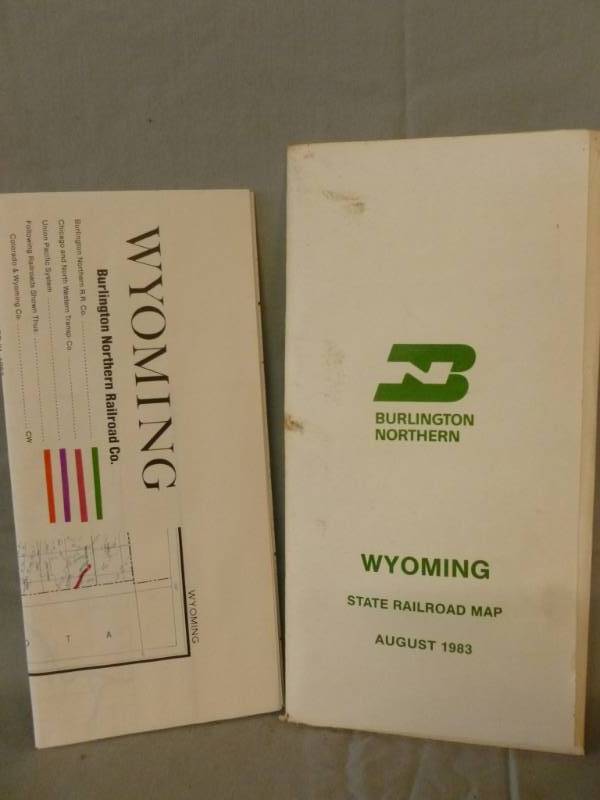 WYOMING
Burlington Northern Railroad Co.
Burlington Northern R.R. Co.
Chicago and North Western Transp. Co.
Union Pacific System
Following Railroads Shown Thus
Colorado & Wyoming Co. CW
WYOMING
O T A
BURLINGTON
NORTHERN
WYOMING
STATE RAILROAD MAP
AUGUST 1983